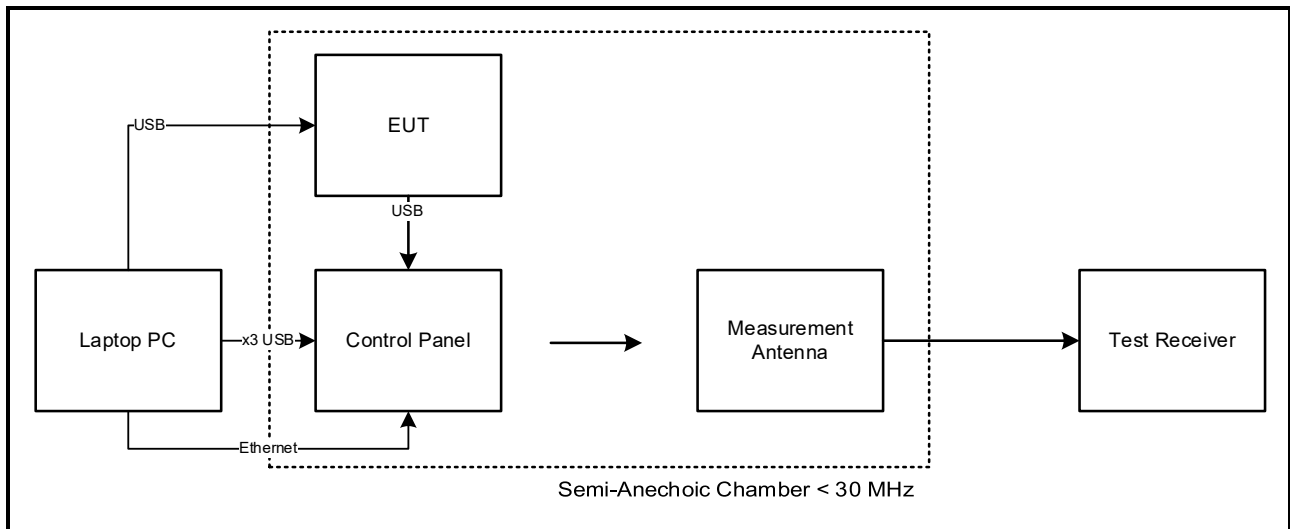 EUT
USB
USB
Laptop PC
x3 USB
Control Panel
Measurement
Antenna
Test Receiver
Ethernet
Semi-Anechoic Chamber < 30 MHz